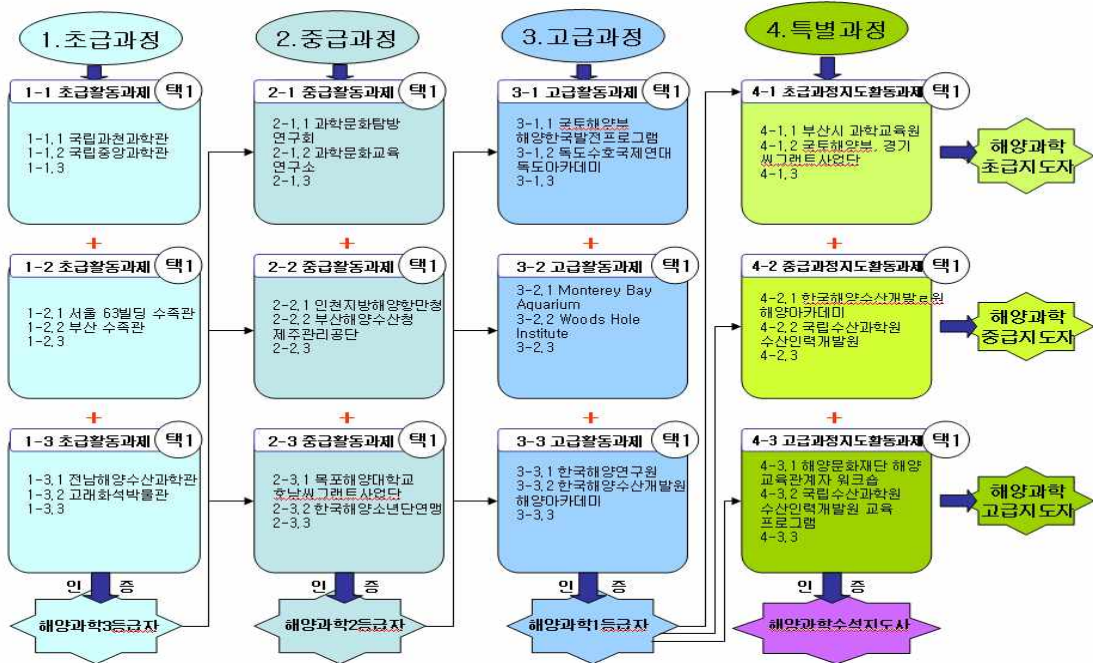 1.초급과정
1-1 초급활동과제
택1
1-1.1 국립과천과학관
1-1.2 국립중앙과학관
1-1.3
+
1-2 초급활동과제
택1
1-2.1 서울 63빌딩 수족관
1-2.2 부산 수족관
1-2.3
+
1-3 초급활동과제
택1
1-3.1 전남해양수산과학관
1-3.2 고래화석박물관
1-3.3
인 증
해양과학3등급자
2.중급과정
2-1 중급활동과제
택1
2-1.1 과학문화탐방
연구회
2-1.2 과학문화교육
연구소
2-1.3
+
2-2 중급활동과제
택1
2-2.1 인천지방해양항만청
2-2.2 부산해양수산청
제주관리공단
2-2.3
+
2-3 중급활동과제
택1
2-3.1 목포해양대학교
호남씨그랜트사업단
2-3.2 한국해양소년단연맹
2-3.3
인 증
해양과학2등급자
3.고급과정
3-1 고급활동과제
택1
3-1.1 국토해양부
해양한국발전프로그램
3-1.2 독도수호국제연대
독도아카데미
3-1.3
+
3-2 고급활동과제
택1
3-2.1 Monterey Bay
Aquarium
3-2.2 Woods Hole
Institute
3-2.3
+
3-3 고급활동과제
택1
3-3.1 한국해양연구원
3-3.2 한국해양수산개발원
해양아카데미
3-3.3
인 증
해양과학1등급자
4.특별과정
4-1 초급과정지도활동과제
택1
4-1.1 부산시 과학교육원
4-1.2 국토해양부, 경기
씨그랜트사업단
4-1.3
해양과학
초급지도자
+
4-2 중급과정지도활동과제
택1
4-2.1 한국해양수산개발ㄹ원
해양아카데미
4-2.2 국립수산과학원
수산인력개발원
4-2.3
해양과학
중급지도자
+
4-3 고급과정지도활동과제
택1
4-3.1 해양문화재단 해양
교육관계자 워크숍
4-3.2 국립수산과학원
수산인력개발원 교육
프로그램
4-3.3
해양과학
고급지도자
인 증
해양과학수석지도사